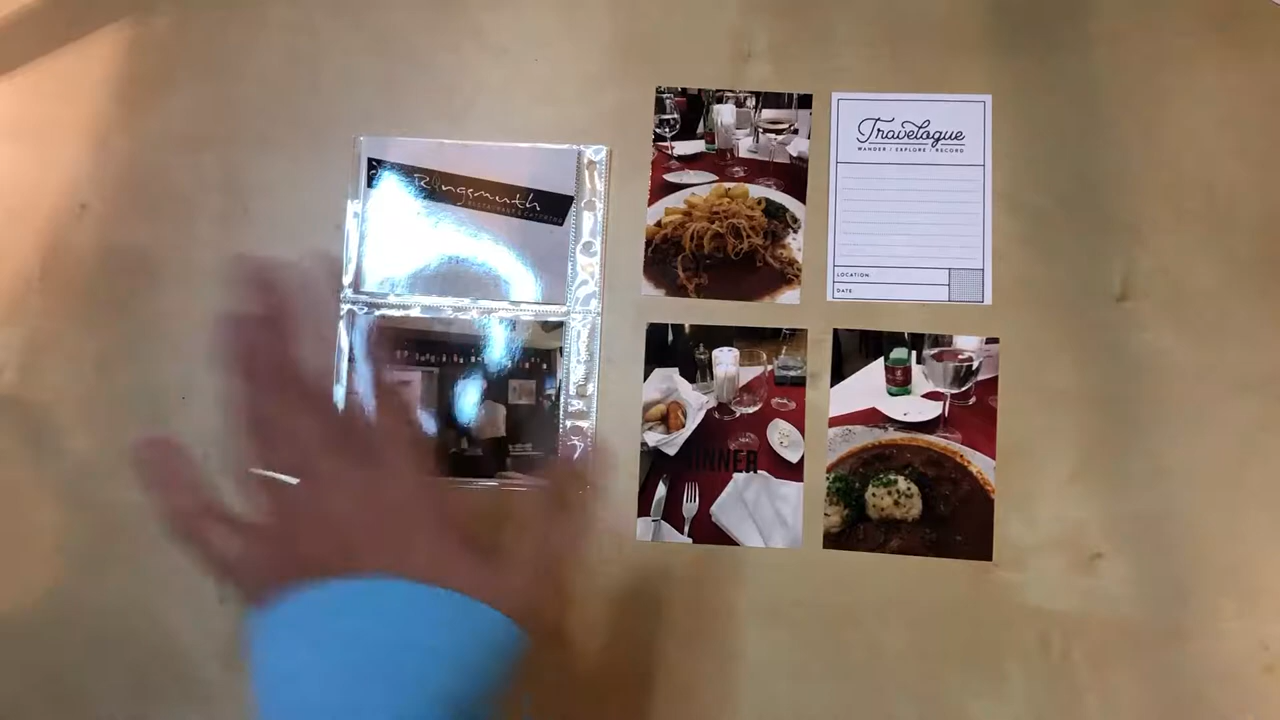 Ringsmuth
RESTAURANT & CATERING
Travelogue
WANDER | EXPLORE | RECORD
LOCATION:
DATE:
DINNER